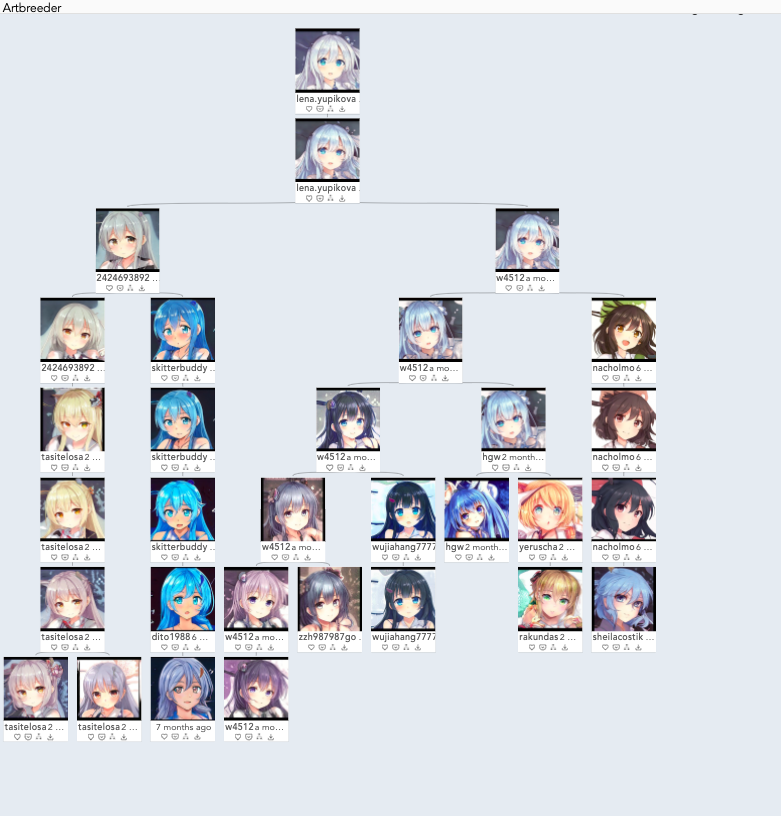 Artbreeder
lena.yupikova
lena.yupikova
2424693892 ...
w4512 a mo...
2424693892 ...
skitterbuddy ..
w4512 a mo...
nacholmo 6 ...
tasitelosa 2 ...
skitterbuddy ..
w4512 a mo...
hgw 2 month...
nacholmo 6 ...
tasitelosa 2 ...
skitterbuddy ..
w4512 a mo...
wujiahang7777
hgw 2 month...
yeruscha 2 ...
nacholmo 6 ...
tasitelosa 2 ...
dito1988 6 ...
w4512 a mo...
zzh987987go .
wujiahang7777
rakundas 2 ...
sheilacostik ...
tasitelosa 2 ...
tasitelosa 2 ...
7 months ago
w4512 a mo...